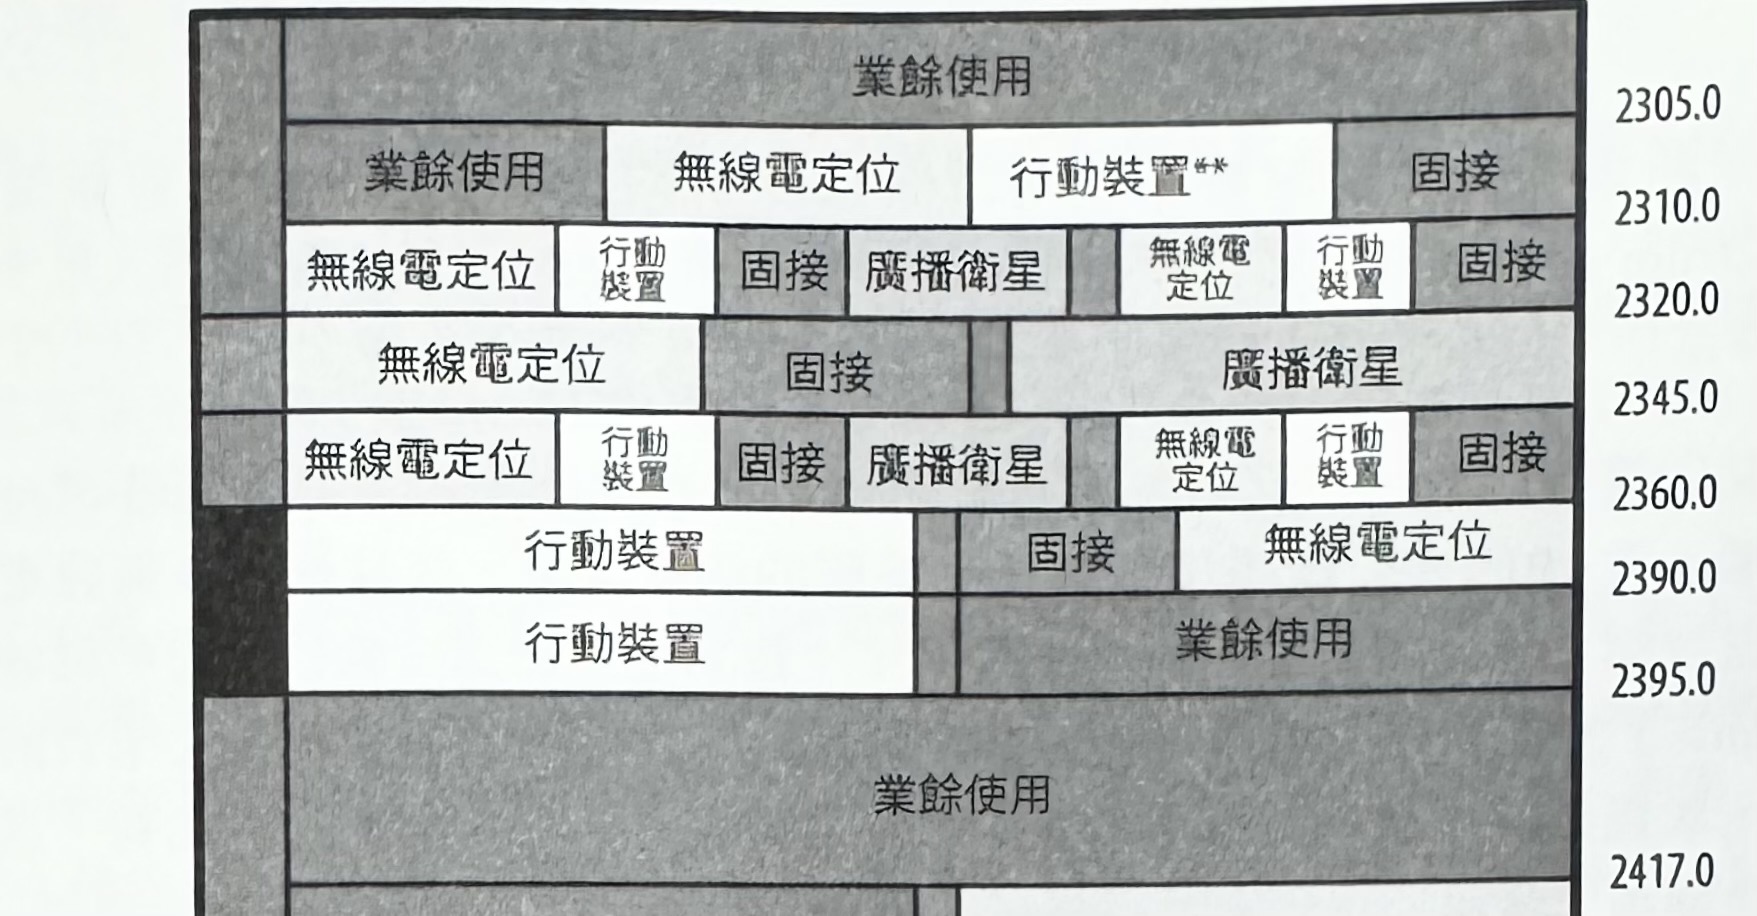 業餘使用
2305.0
業餘使用 無線電定位 行動裝置** 固接
2310.0
無線電定位 行動裝置 固接 廣播衛星 無線電定位 行動裝置 固接
2320.0
無線電定位 固接 廣播衛星
2345.0
無線電定位 行動裝置 固接 廣播衛星 無線電定位 行動裝置 固接
2360.0
行動裝置 固接 無線電定位
2390.0
行動裝置 業餘使用
2395.0
業餘使用
2417.0